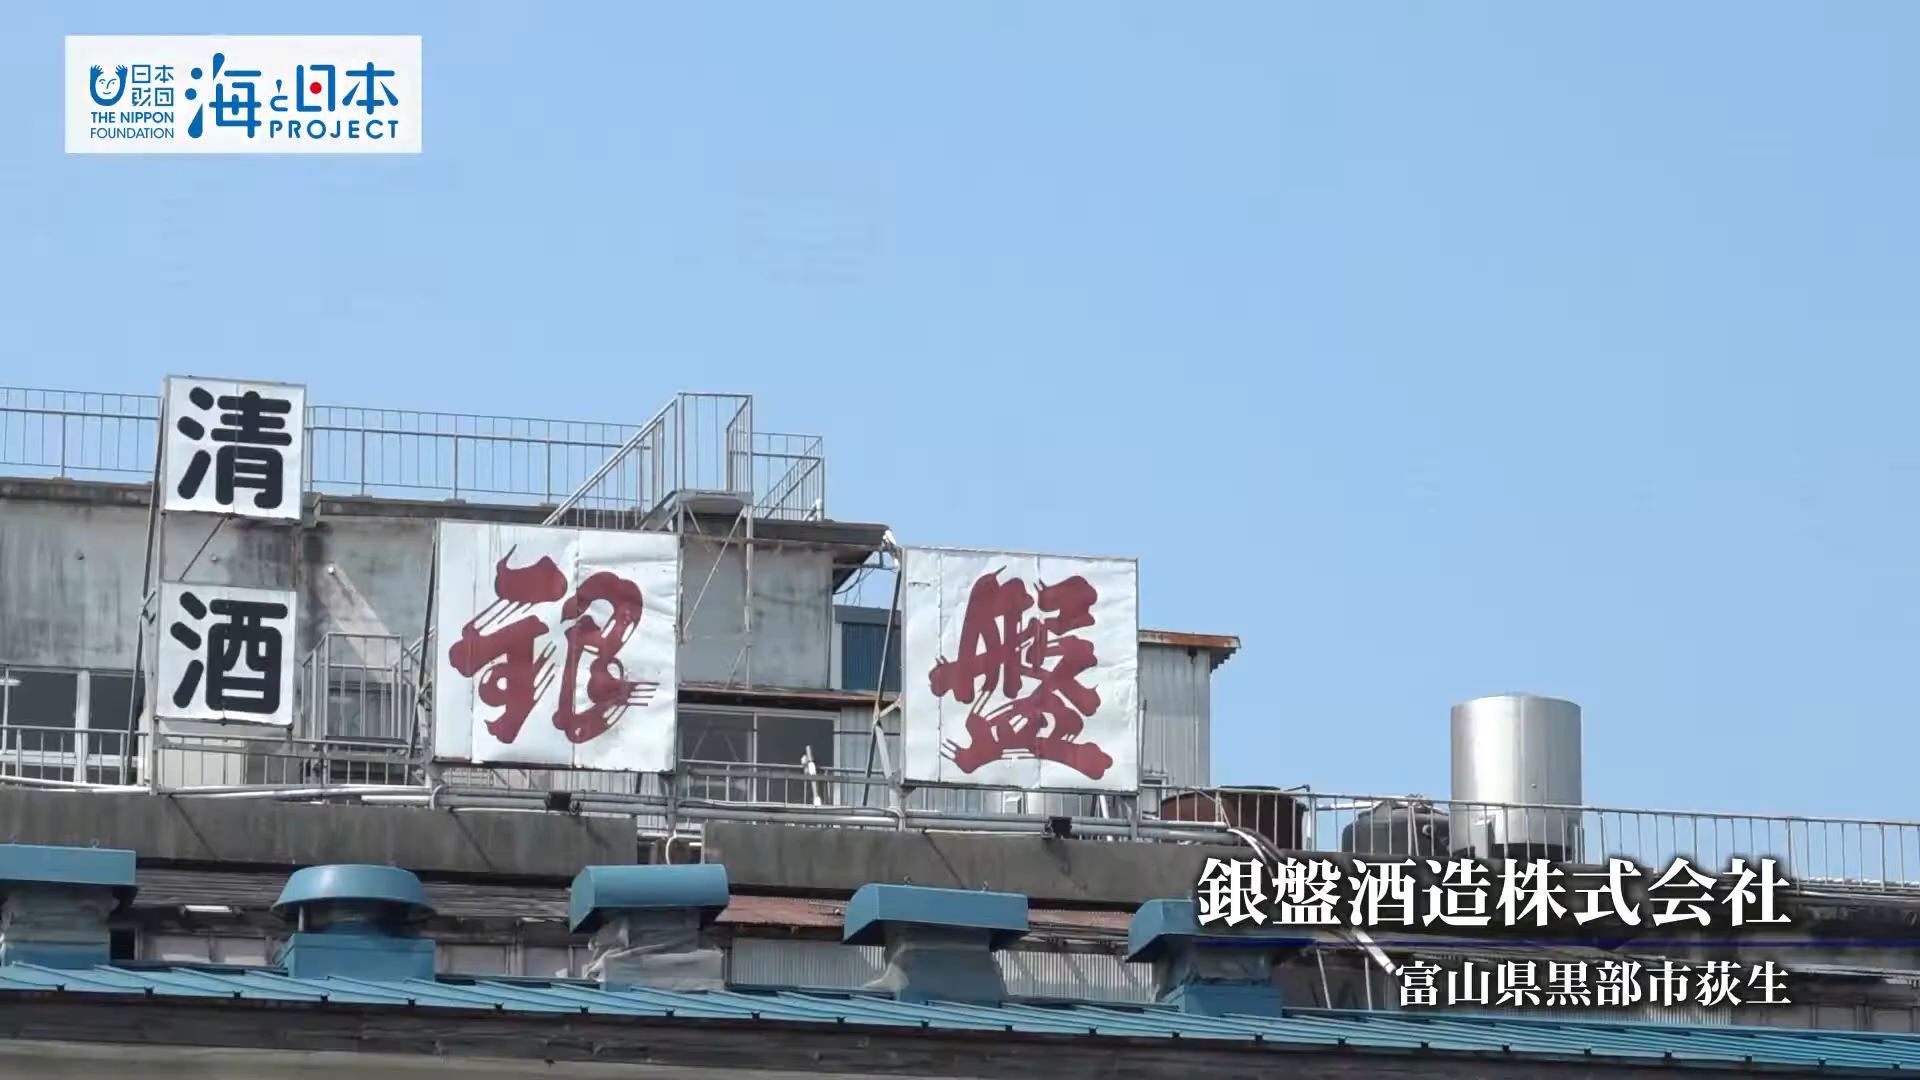 日本
財団
THE NIPPON
FOUNDATION
海と日本
PROJECT
清酒
銀盤
銀盤酒造株式会社
富山県黒部市荻生